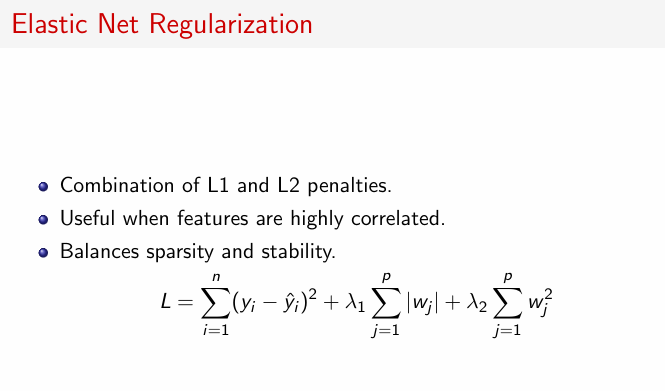 Elastic Net Regularization
Combination of L1 and L2 penalties.
Useful when features are highly correlated.
Balances sparsity and stability.
L = \sum_{i=1}^{n} (y_i - \hat{y}_i)^2 + \lambda_1 \sum_{j=1}^{p} |w_j| + \lambda_2 \sum_{j=1}^{p} w_j^2